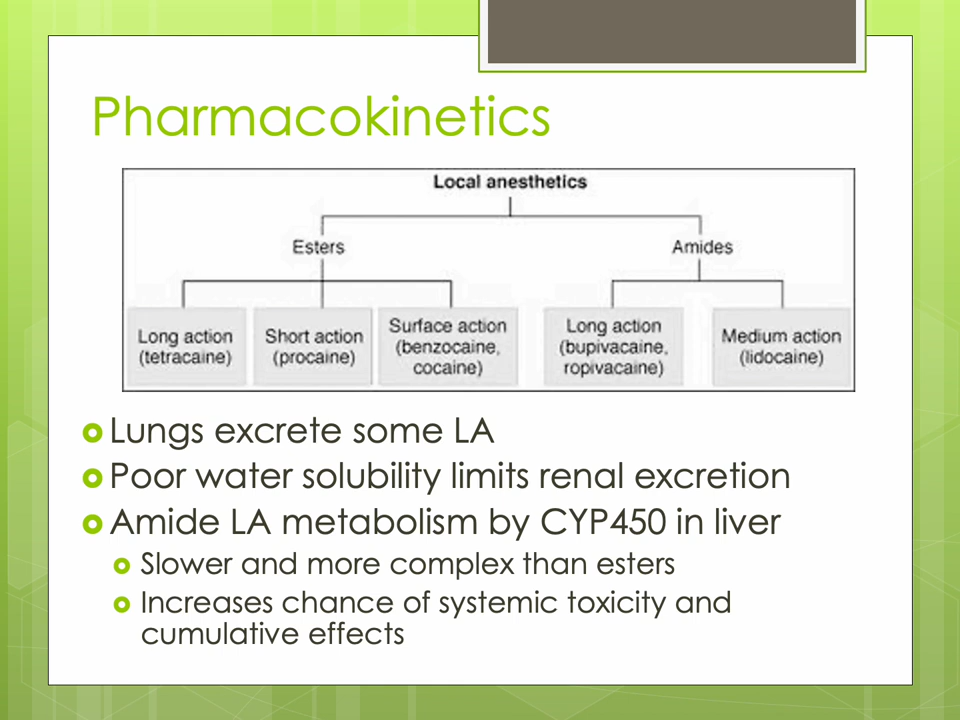 Pharmacokinetics
Local anesthetics
Esters
Amides
Long action
(tetracaine)
Short action
(procaine)
Surface action
(benzocaine,
cocaine)
Long action
(bupivacaine,
ropivacaine)
Medium action
(lidocaine)
Lungs excrete some LA
Poor water solubility limits renal excretion
Amide LA metabolism by CYP450 in liver
Slower and more complex than esters
Increases chance of systemic toxicity and
cumulative effects